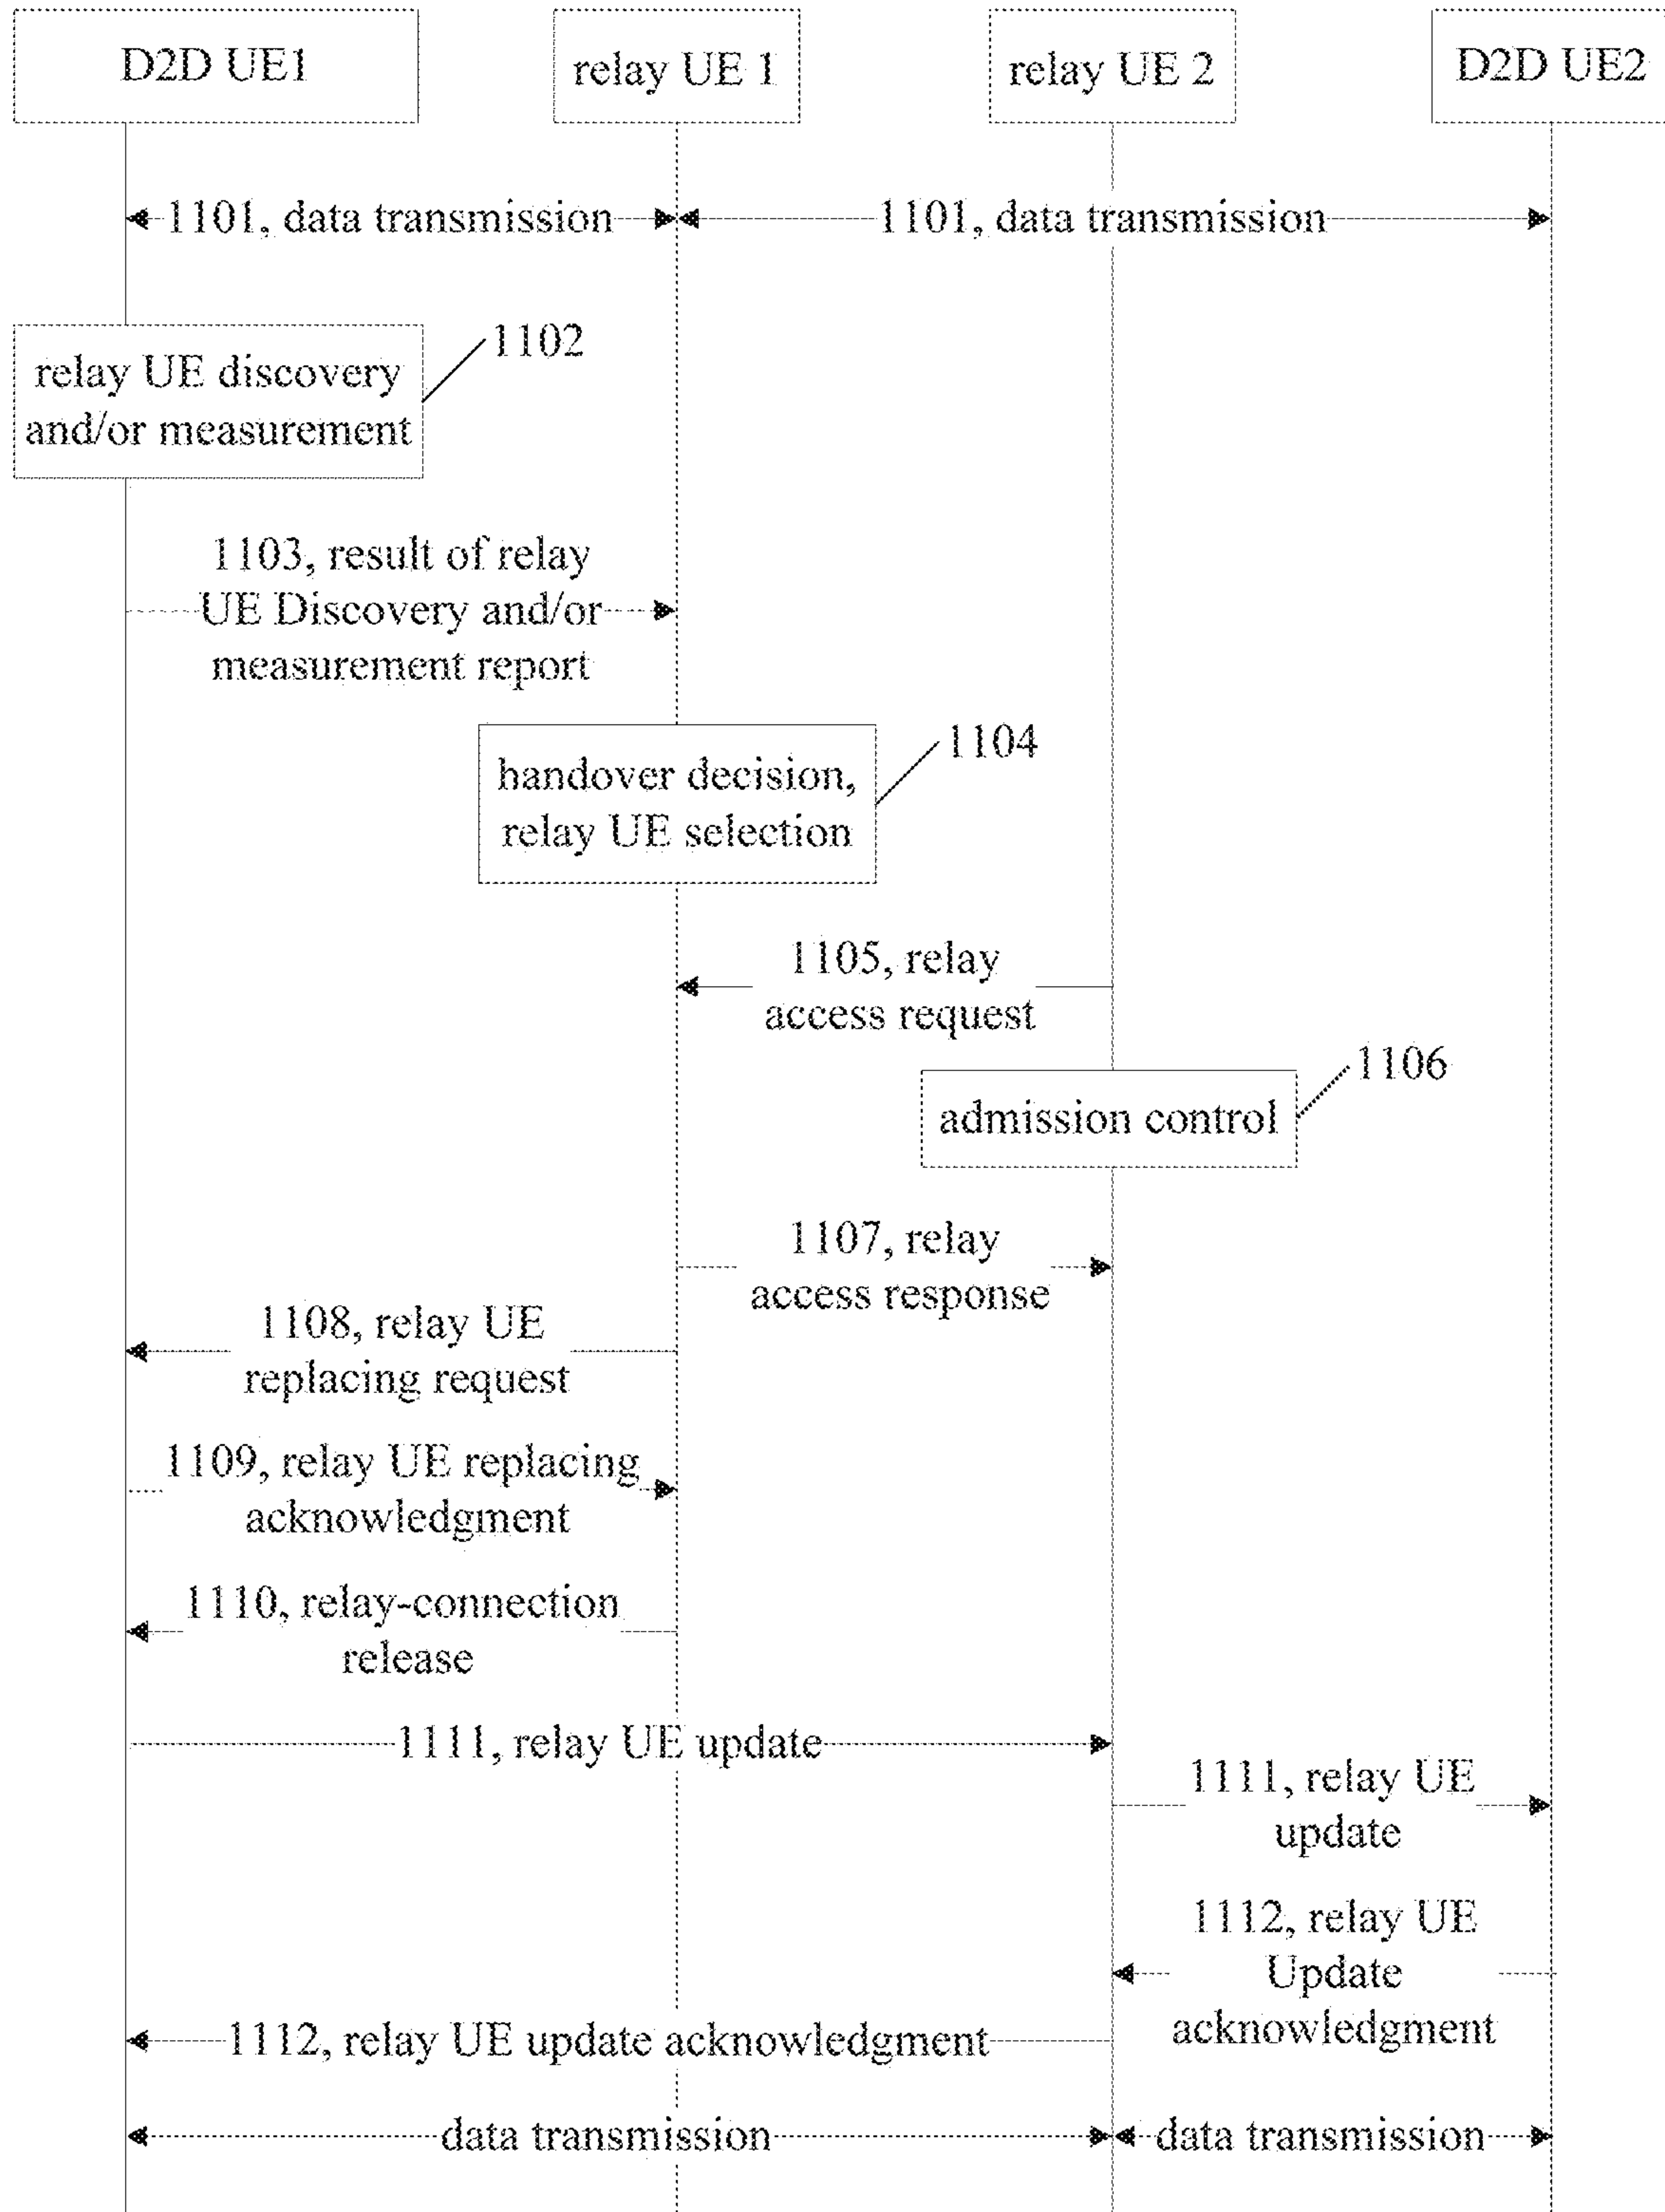 D2D UE1
relay UE 1
relay UE 2
D2D UE2
1101, data transmission
1101, data transmission
1102
relay UE discovery
and/or measurement
1103, result of relay
UE Discovery and/or
measurement report
1104
handover decision,
relay UE selection
1105, relay
access request
1106
admission control
1107, relay
access response
1108, relay UE
replacing request
1109, relay UE replacing
acknowledgment
1110, relay-connection
release
1111, relay UE update
1111, relay UE
update
1112, relay UE
Update
acknowledgment
1112, relay UE update acknowledgment
data transmission
data transmission